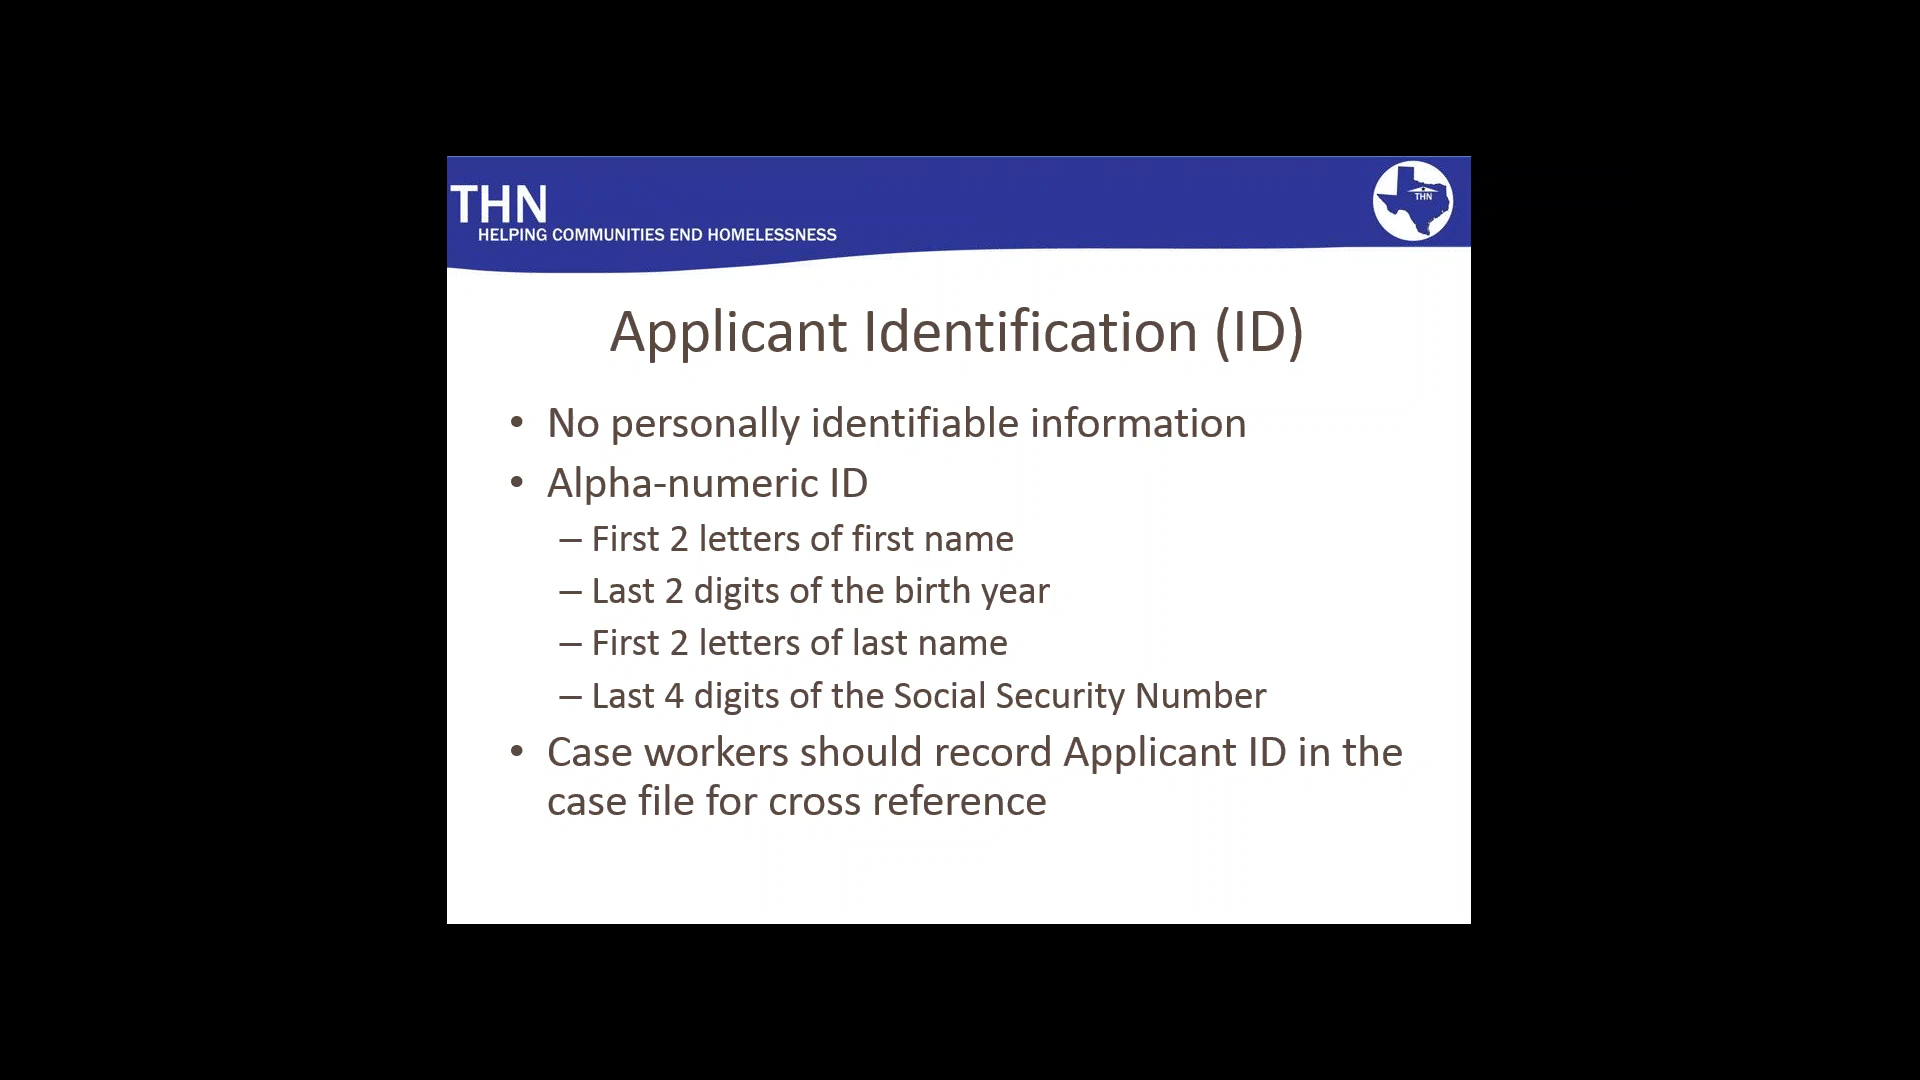 THN
HELPING COMMUNITIES END HOMELESSNESS
THN
Applicant Identification (ID)
• No personally identifiable information
• Alpha-numeric ID
– First 2 letters of first name
– Last 2 digits of the birth year
– First 2 letters of last name
– Last 4 digits of the Social Security Number
• Case workers should record Applicant ID in the
case file for cross reference